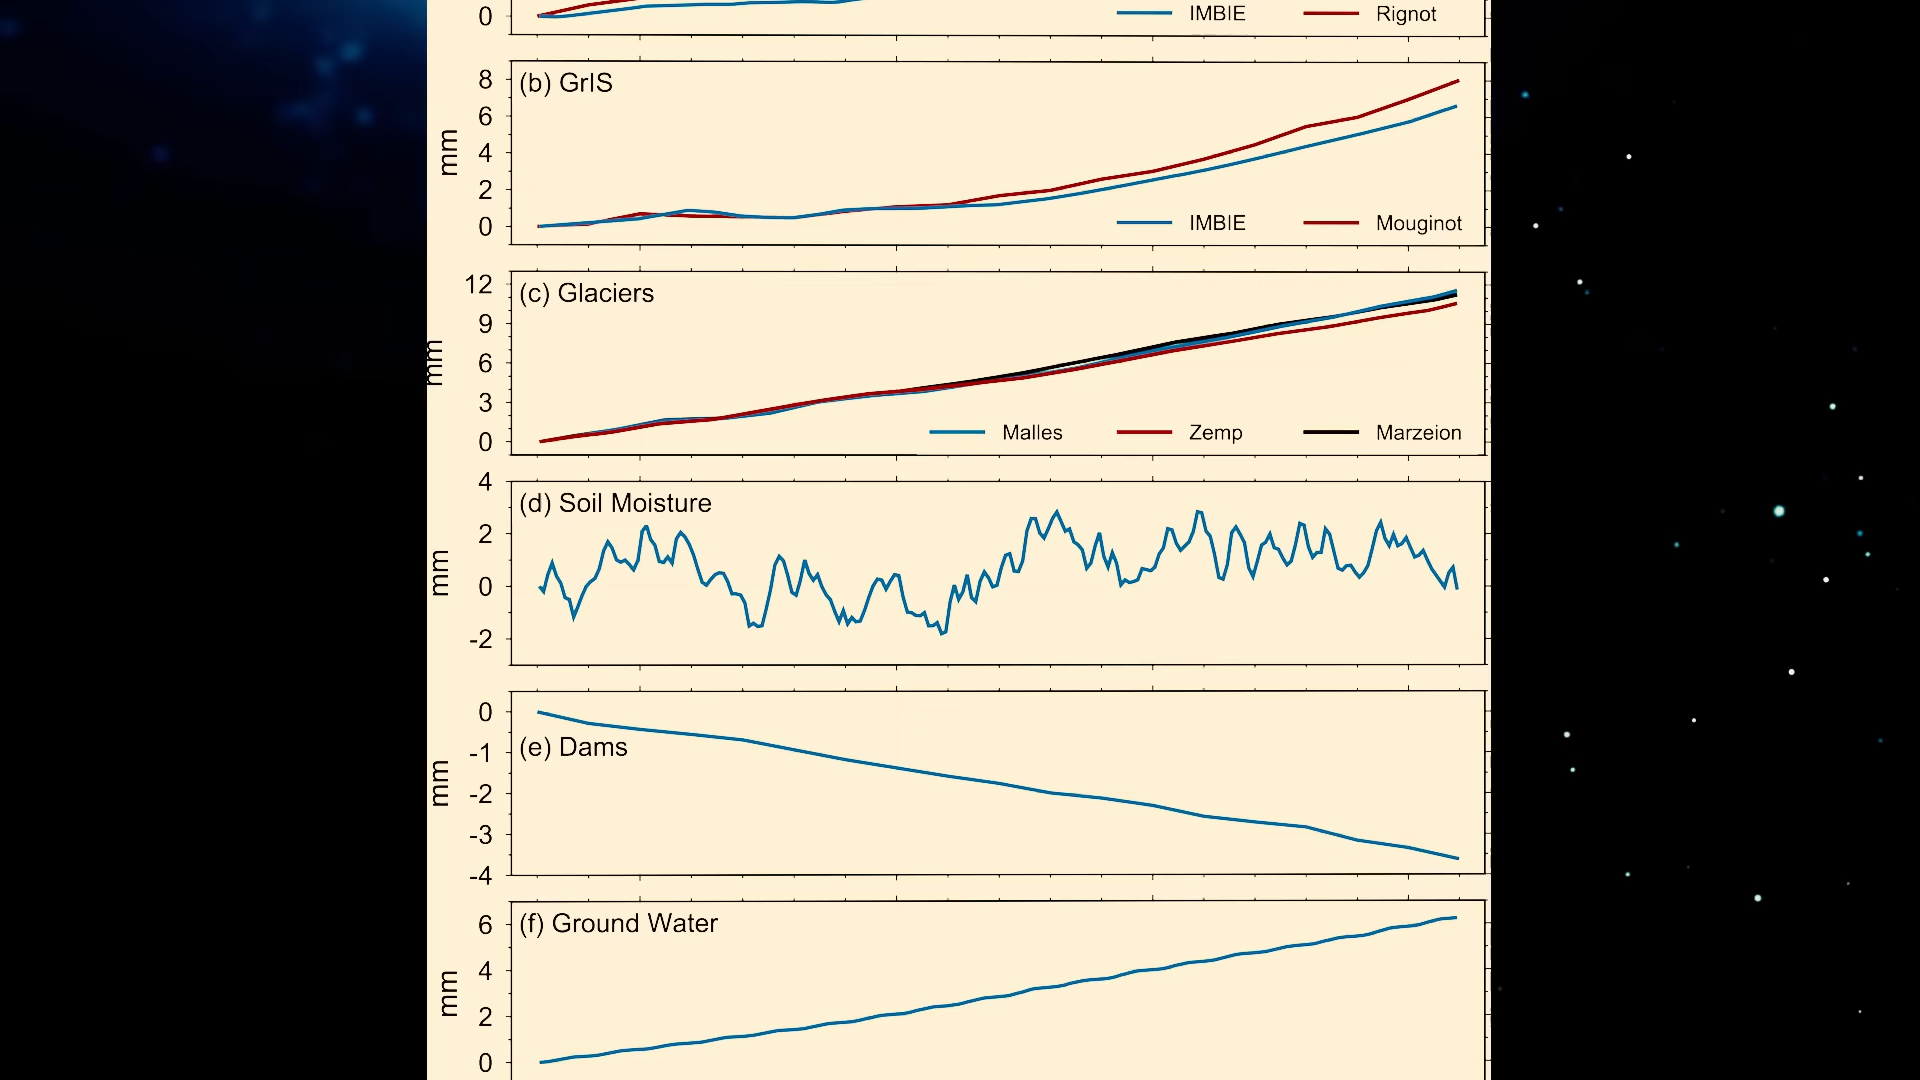 0
IMBIE Rignot
(b) GrIS
8
6
4
2
0
mm
IMBIE Mouginot
(c) Glaciers
12
9
6
3
0
mm
Malles Zemp Marzeion
(d) Soil Moisture
4
2
0
-2
mm
(e) Dams
0
-1
-2
-3
-4
mm
(f) Ground Water
6
4
2
0
mm